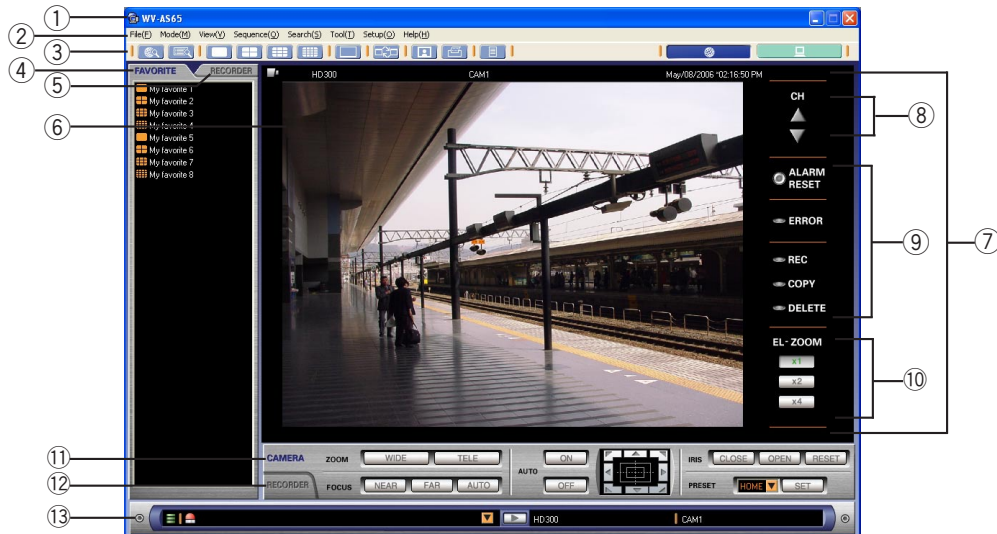 ① WV-AS65
② File(F) Mode(M) View(V) Sequence(Q) Search(S) Tool(T) Setup(O) Help(H)
③
④ FAVORITE RECORDER
⑤
HD300 CAM1 May/08/2006 02:16:50 PM
My favorite 1
My favorite 2
My favorite 3
My favorite 4
My favorite 5
My favorite 6
My favorite 7
My favorite 8
⑥
CH
⑧
ALARM
RESET
ERROR
REC
COPY
DELETE
⑨
⑦
EL-ZOOM
x1
x2
x4
⑩
⑪ CAMERA ZOOM WIDE TELE AUTO ON IRIS CLOSE OPEN RESET
⑫ RECORDER FOCUS NEAR FAR AUTO OFF PRESET HOME SET
⑬ HD300 CAM1